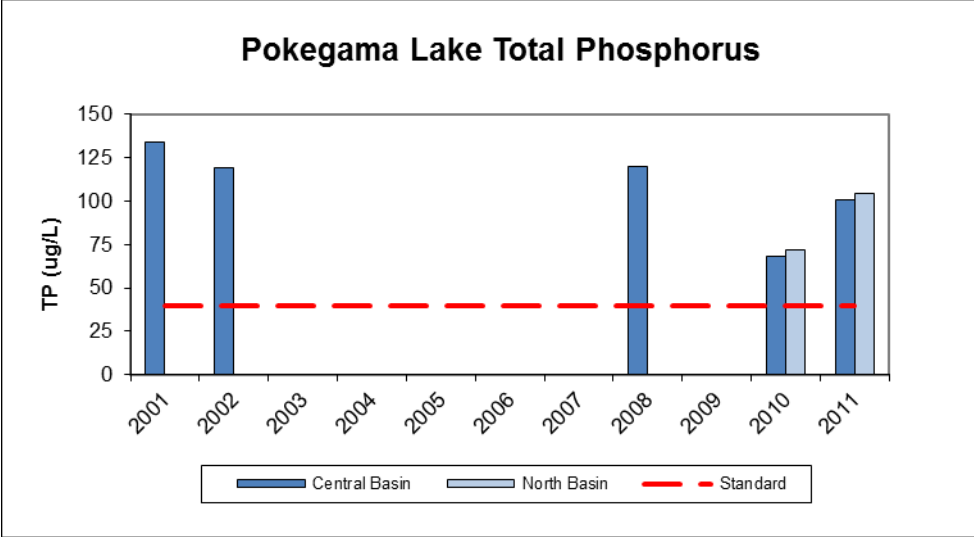 Pokegama Lake Total Phosphorus
150
125
100
75
50
25
0
TP (ug/L)
2001 2002 2003 2004 2005 2006 2007 2008 2009 2010 2011
Central Basin North Basin Standard